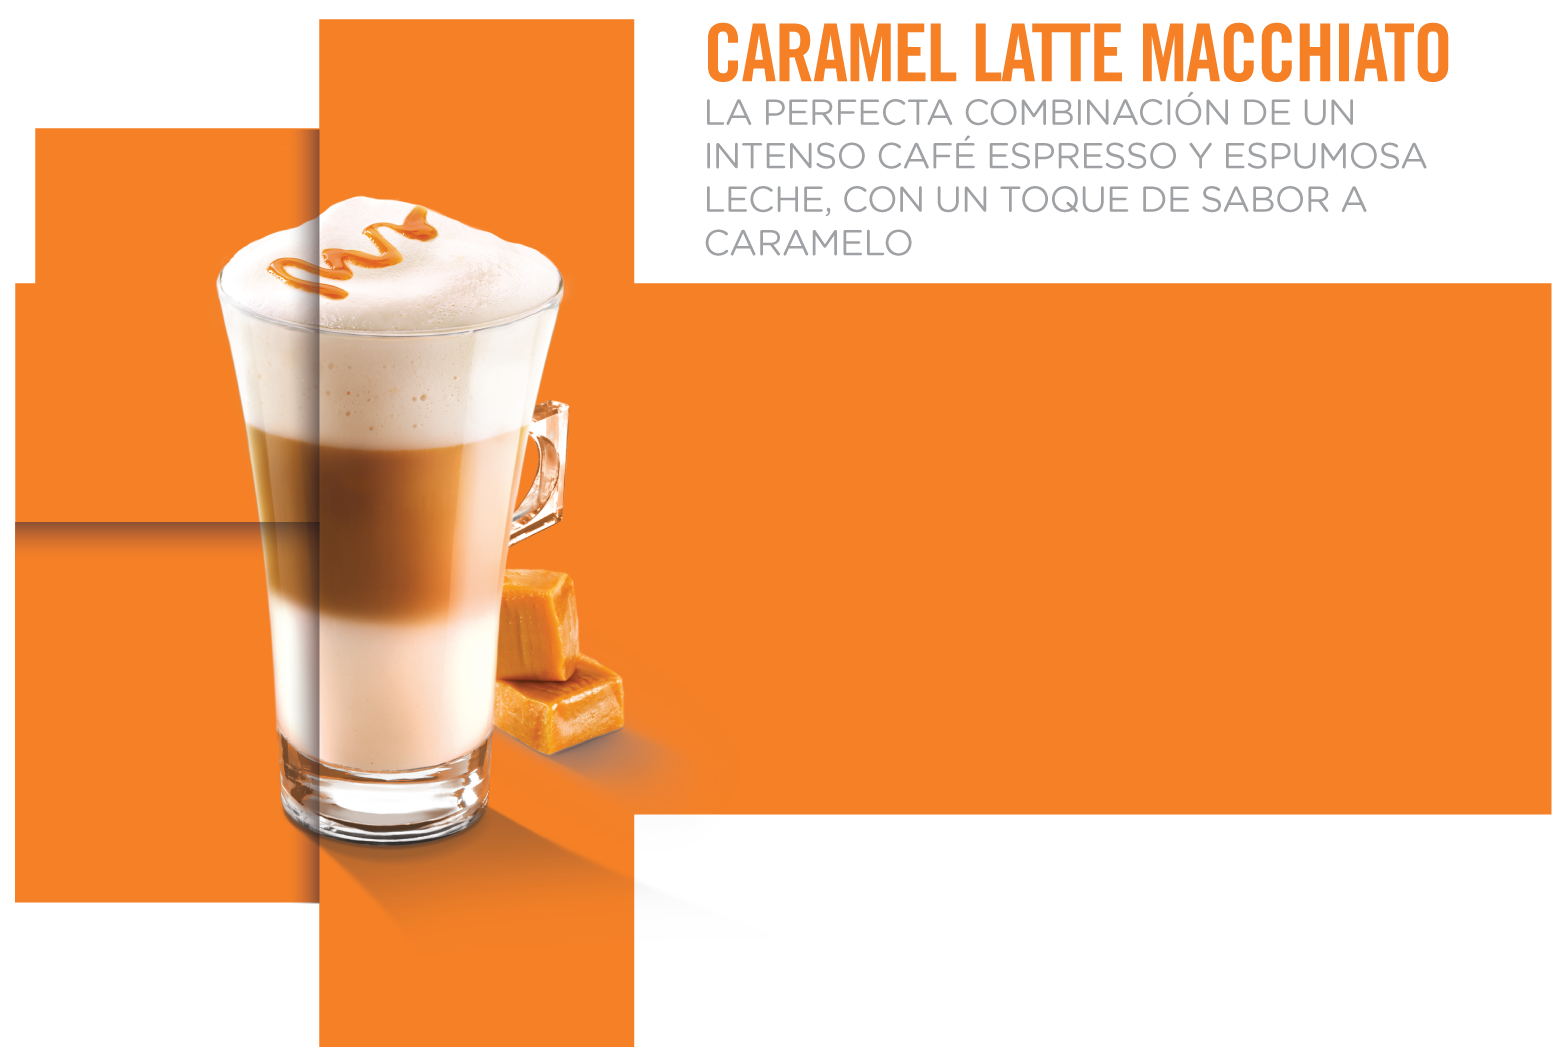 CARAMEL LATTE MACCHIATO
LA PERFECTA COMBINACIÓN DE UN
INTENSO CAFÉ ESPRESSO Y ESPUMOSA
LECHE, CON UN TOQUE DE SABOR A
CARAMELO